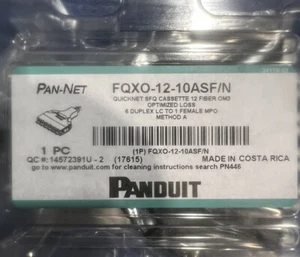 PAN-NET
FQXO-12-10ASF/N
QUICKNET SFQ CASSETTE 12 FIBER OM3
OPTIMIZED LOSS
6 DUPLEX LC TO 1 FEMALE MPO
METHOD A
1 PC
(1P) FQXO-12-10ASF/N
QC #:14572391U - 2 (17615)
MADE IN COSTA RICA
go to www.panduit.com for cleaning instructions search PN446
PANDUIT